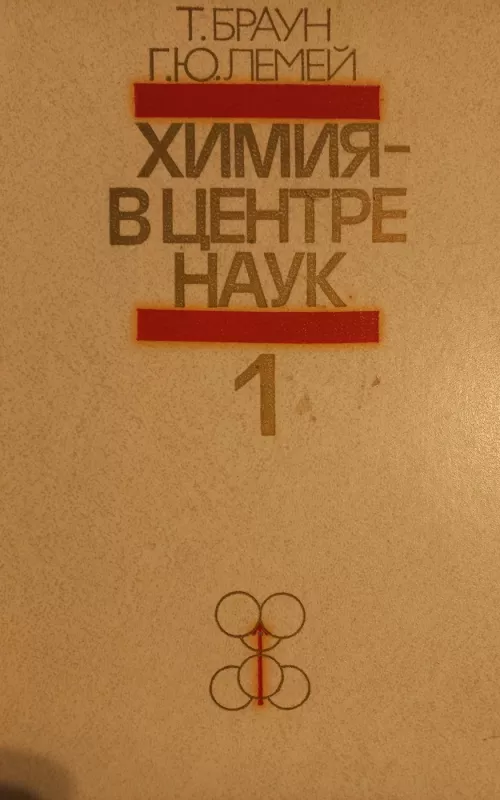 Т. БРАУН
Г.Ю.ЛЕМЕЙ
ХИМИЯ–
В ЦЕНТРЕ
НАУК
1